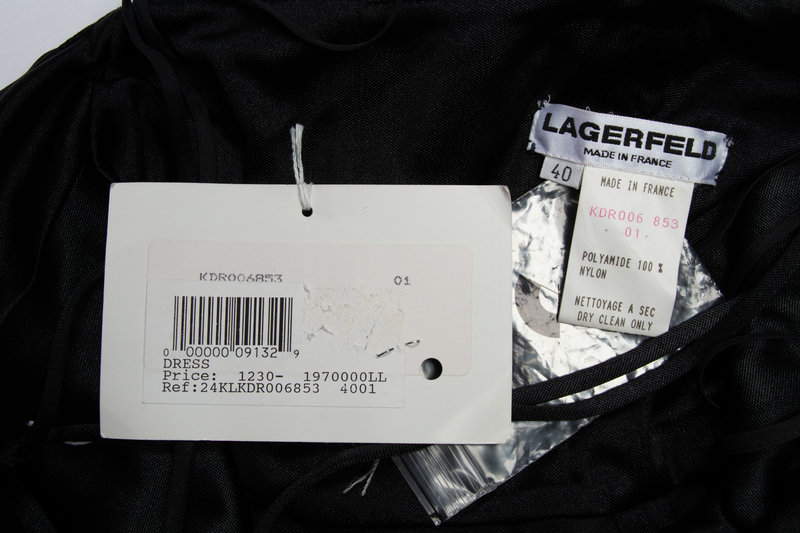 LAGERFELD
MADE IN FRANCE
40
MADE IN FRANCE
KDR006 853
01
POLYAMIDE 100 %
NYLON
NETTOYAGE A SEC
DRY CLEAN ONLY
KDR006853 01
0 00000 09132 9
DRESS
Price: 1230- 1970000LL
Ref:24KLKDR006853 4001